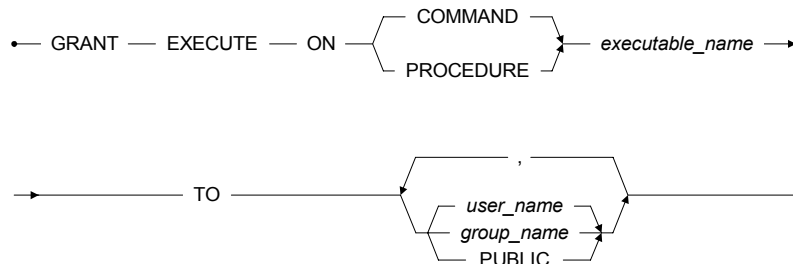 COMMAND
GRANT EXECUTE ON executable_name
PROCEDURE
,
TO
user_name
group_name
PUBLIC